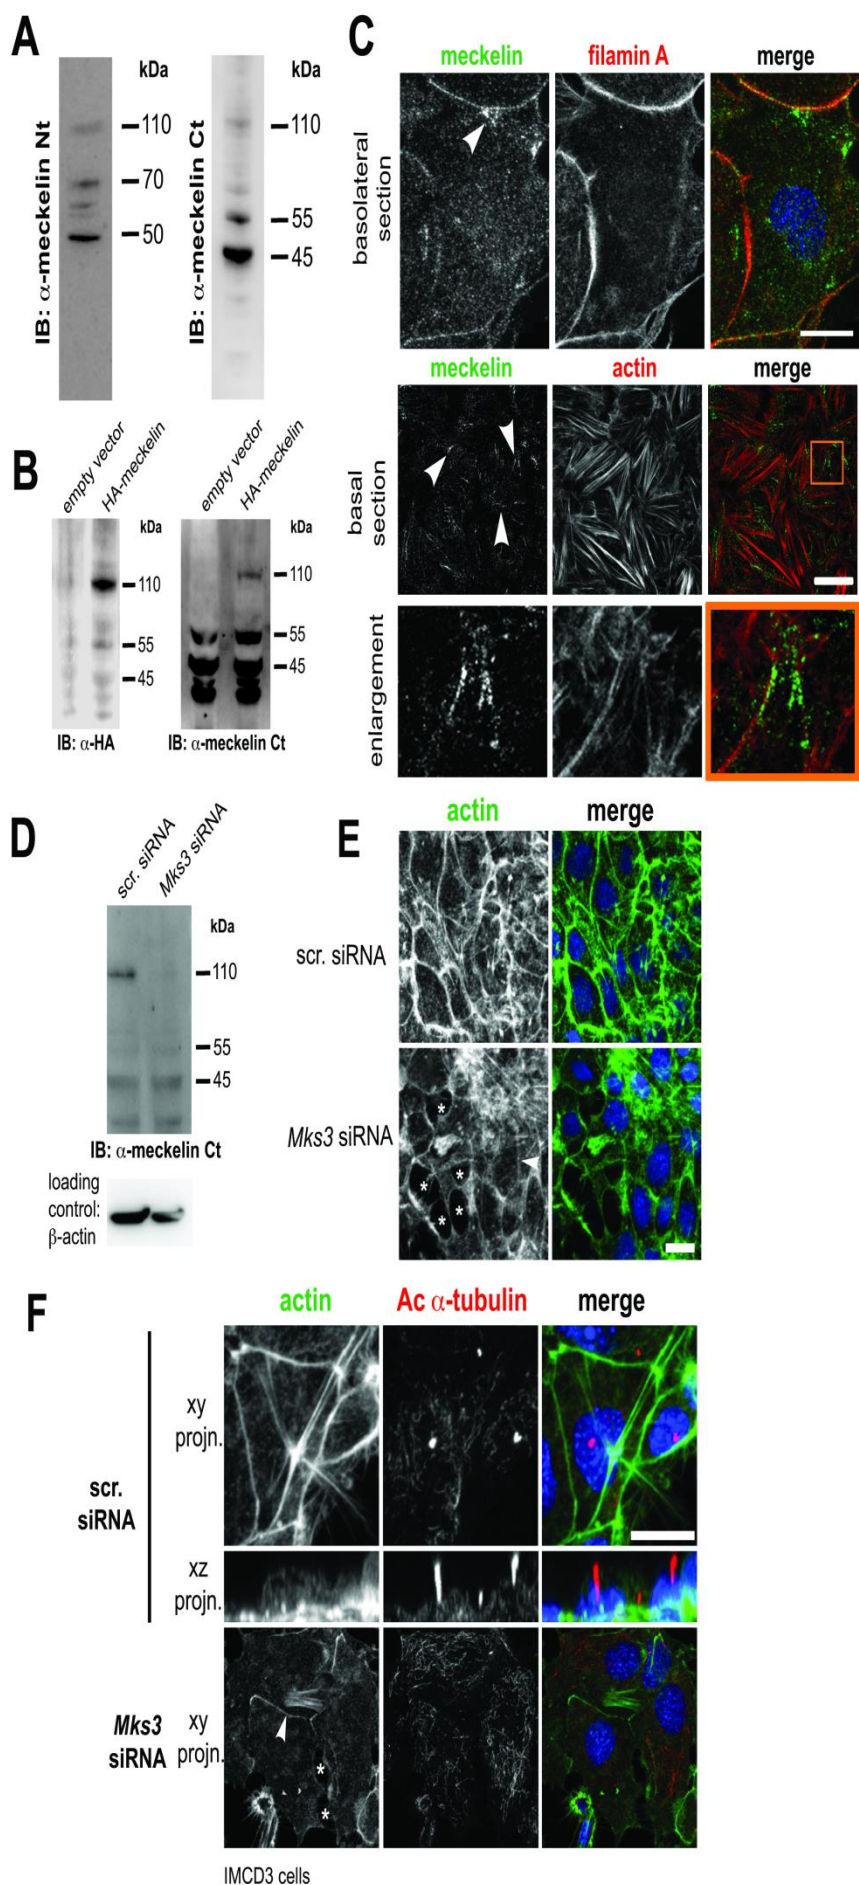 A
kDa
110
70
50
IB: α-meckelin Nt
kDa
110
55
45
IB: α-meckelin Ct
B
empty vector
HA-meckelin
kDa
110
55
45
IB: α-HA
empty vector
HA-meckelin
kDa
110
55
45
IB: α-meckelin Ct
C
meckelin
filamin A
merge
basolateral
section
meckelin
actin
merge
basal
section
enlargement
D
scr. siRNA
Mks3 siRNA
kDa
110
55
45
IB: α-meckelin Ct
loading
control:
β-actin
E
actin
merge
scr. siRNA
Mks3 siRNA
*
*
*
*
*
F
actin
Ac α-tubulin
merge
scr.
siRNA
xy
projn.
xz
projn.
Mks3
siRNA
xy
projn.
*
*
IMCD3 cells